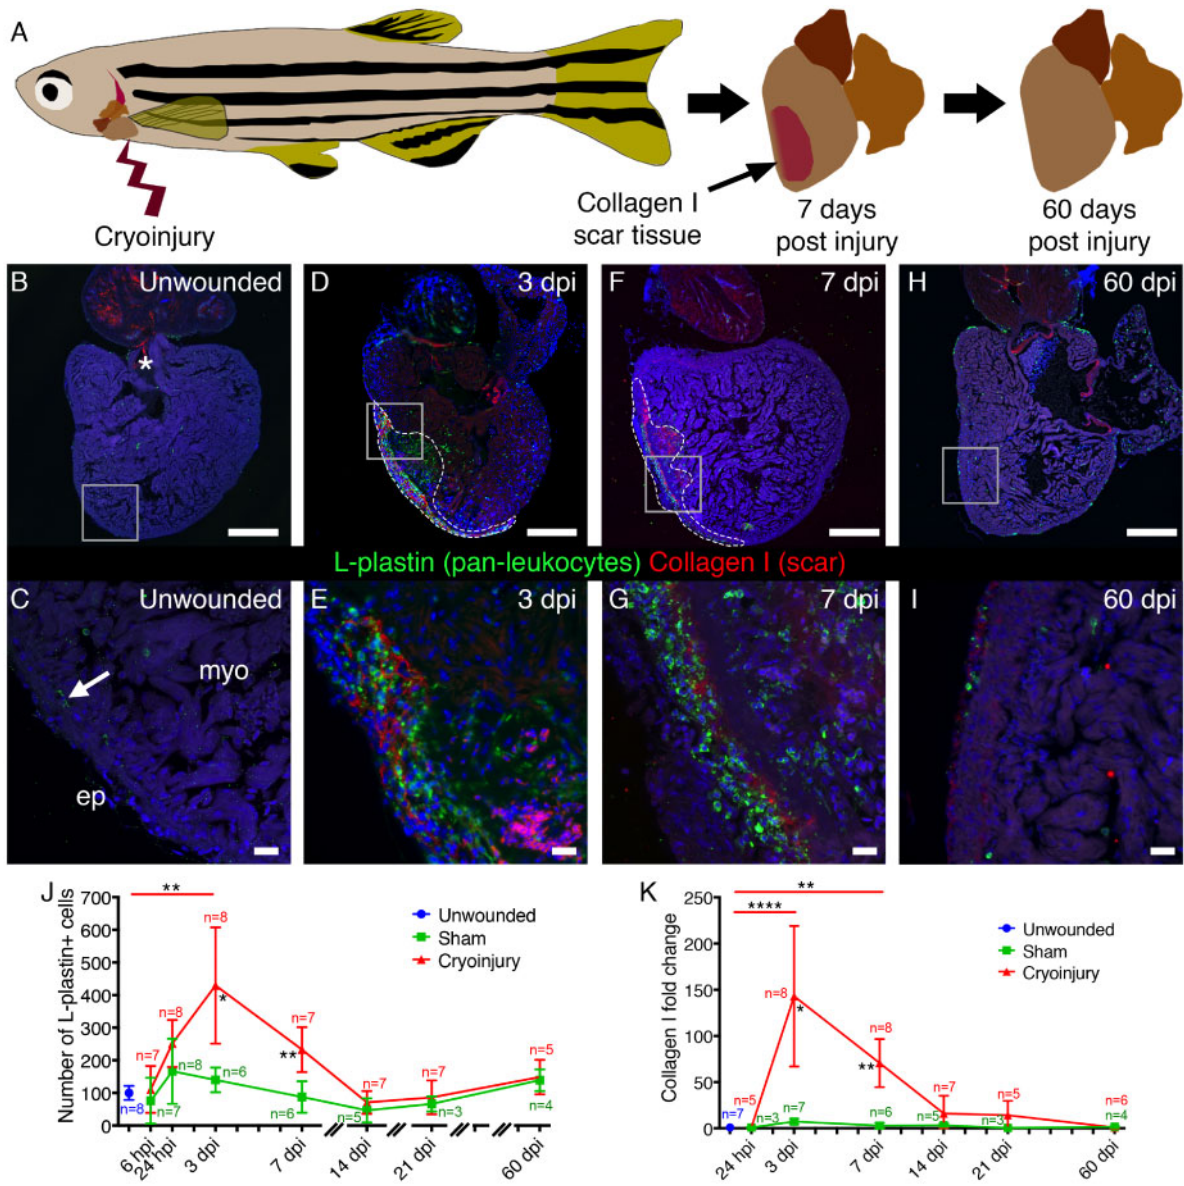 A
Cryoinjury
Collagen I
scar tissue
7 days
post injury
60 days
post injury
B
Unwounded
*
D
3 dpi
F
7 dpi
H
60 dpi
L-plastin (pan-leukocytes) Collagen I (scar)
C
Unwounded
myo
ep
E
3 dpi
G
7 dpi
I
60 dpi
J
Number of L-plastin+ cells
700
600
500
400
300
200
100
0
**
n=8
Unwounded
Sham
Cryoinjury
n=8
n=7
n=8
n=7
n=8
*
n=6
n=7
**
n=6
n=7
n=5
n=7
n=3
n=5
n=4
6 hpi
24 hpi
3 dpi
7 dpi
14 dpi
21 dpi
60 dpi
K
Collagen I fold change
250
200
150
100
50
0
**
****
Unwounded
Sham
Cryoinjury
n=7
n=5
n=3
n=8
*
n=7
n=8
**
n=6
n=7
n=5
n=5
n=3
n=6
n=4
24 hpi
3 dpi
7 dpi
14 dpi
21 dpi
60 dpi